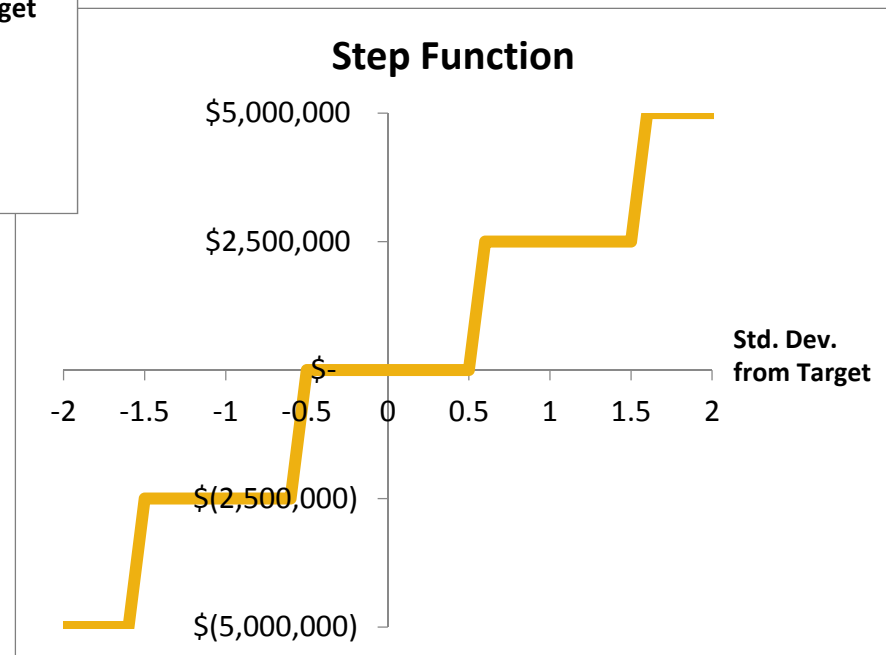 get
Step Function
$5,000,000
$2,500,000
Std. Dev.
from Target
$-
-2 -1.5 -1 -0.5 0 0.5 1 1.5 2
$(2,500,000)
$(5,000,000)